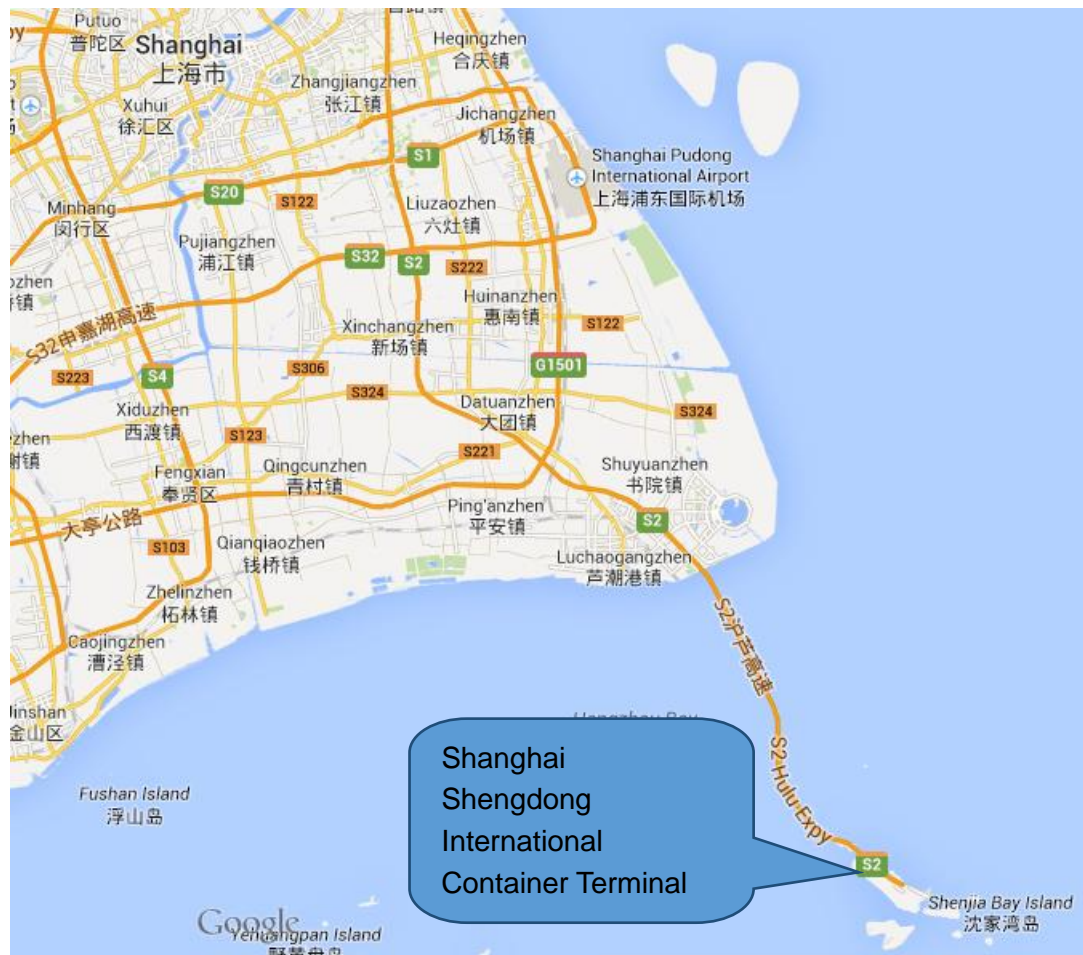 Putuo
普陀区
Shanghai
上海市
Heqingzhen
合庆镇
Zhangjiangzhen
张江镇
Xuhui
徐汇区
Jichangzhen
机场镇
S1
Shanghai Pudong
International Airport
上海浦东国际机场
S20
S122
Minhang
闵行区
Liuzaozhen
六灶镇
Pujiangzhen
浦江镇
S32
S2
S222
Huinanzhen
惠南镇
S122
Xinchangzhen
新场镇
S32申嘉湖高速
S223
S4
S306
G1501
S324
Datuanzhen
大团镇
S324
Xiduzhen
西渡镇
S123
S221
Fengxian
奉贤区
Qingcunzhen
青村镇
Shuyuanzhen
书院镇
Ping'anzhen
平安镇
S2
大亭公路
S103
Qianqiaozhen
钱桥镇
Luchaogangzhen
芦潮港镇
Zhelinzhen
柘林镇
S2沪芦高速
Caojingzhen
漕泾镇
Jinshan
金山区
S2 Hulu Expy
Shanghai
Shengdong
International
Container Terminal
Fushan Island
浮山岛
S2
Shenjia Bay Island
沈家湾岛
Google
Yehuangpan Island